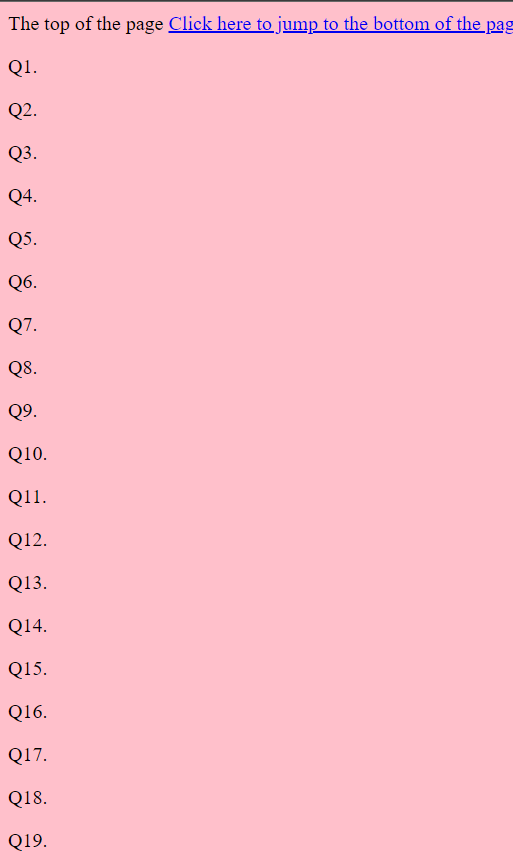 The top of the page Click here to jump to the bottom of the pag
Q1.
Q2.
Q3.
Q4.
Q5.
Q6.
Q7.
Q8.
Q9.
Q10.
Q11.
Q12.
Q13.
Q14.
Q15.
Q16.
Q17.
Q18.
Q19.